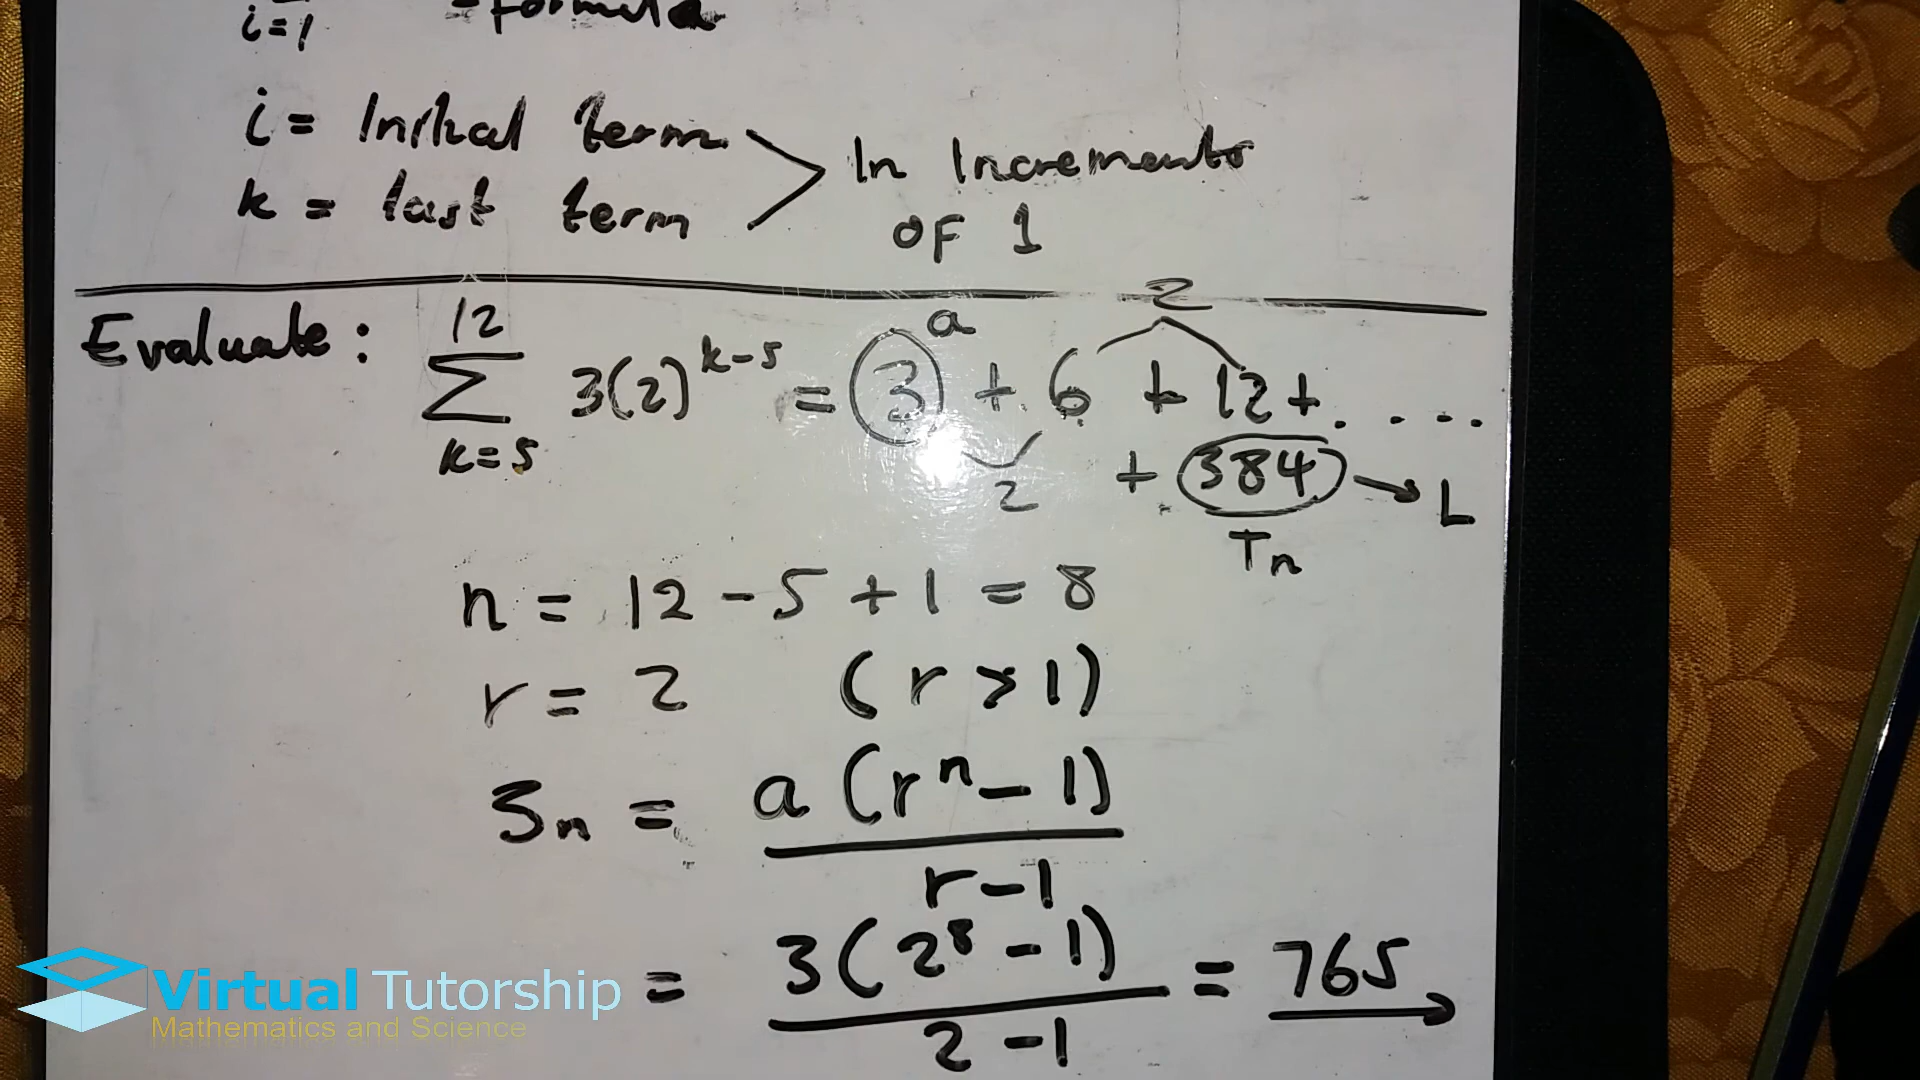 i=1 -formula
i = Initial term
k = last term
In Increments
OF 1
Evaluate: 12 ∑ k=5 3(2)^{k-5} = 3 + 6 + 12 + . . . .
a
2
2
+ 384 → L
Tn
n = 12 - 5 + 1 = 8
r = 2 (r > 1)
Sn = a(r^n - 1)
r - 1
= 3(2^8 - 1) = 765
2 - 1
Virtual Tutorship
Mathematics and Science